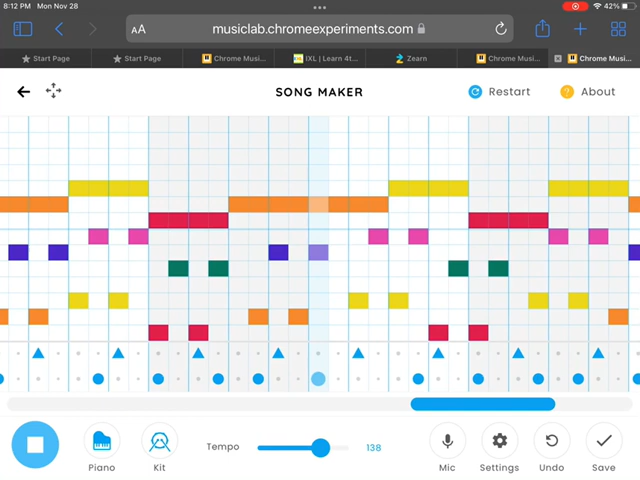 8:12 PM Mon Nov 28
42%
AA musiclab.chromeexperiments.com
Start Page Start Page Chrome Musi... IXL | Learn 4t... Zearn Chrome Musi... Chrome Musi...
SONG MAKER Restart About
Tempo 138
Piano Kit Mic Settings Undo Save